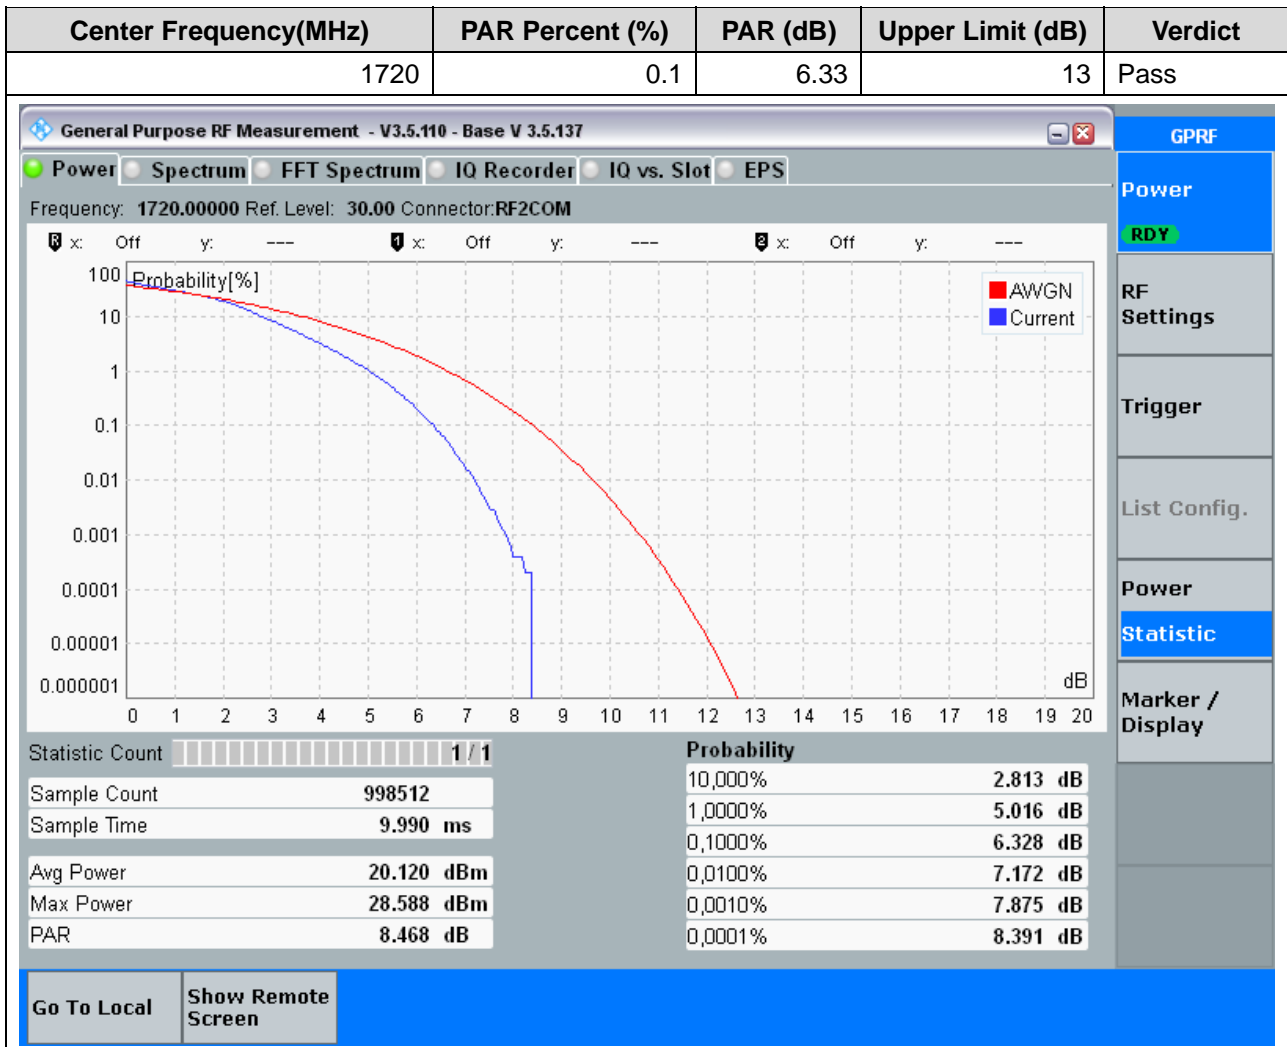 Center Frequency(MHz) PAR Percent (%) PAR (dB) Upper Limit (dB) Verdict
1720 0.1 6.33 13 Pass
General Purpose RF Measurement - V3.5.110 - Base V 3.5.137
GPRF
Power Spectrum FFT Spectrum IQ Recorder IQ vs. Slot EPS
Frequency: 1720.00000 Ref. Level: 30.00 Connector:RF2COM
Power
RDY
R x: Off y: --- 1 x: Off y: --- 2 x: Off y: ---
Probability[%]
100
10
1
0.1
0.01
0.001
0.0001
0.00001
0.000001
AWGN
Current
dB
0 1 2 3 4 5 6 7 8 9 10 11 12 13 14 15 16 17 18 19 20
RF
Settings
Trigger
List Config.
Power
Statistic
Marker /
Display
Statistic Count 1 / 1
Sample Count 998512
Sample Time 9.990 ms
Avg Power 20.120 dBm
Max Power 28.588 dBm
PAR 8.468 dB
Probability
10,000% 2.813 dB
1,0000% 5.016 dB
0,1000% 6.328 dB
0,0100% 7.172 dB
0,0010% 7.875 dB
0,0001% 8.391 dB
Go To Local
Show Remote
Screen